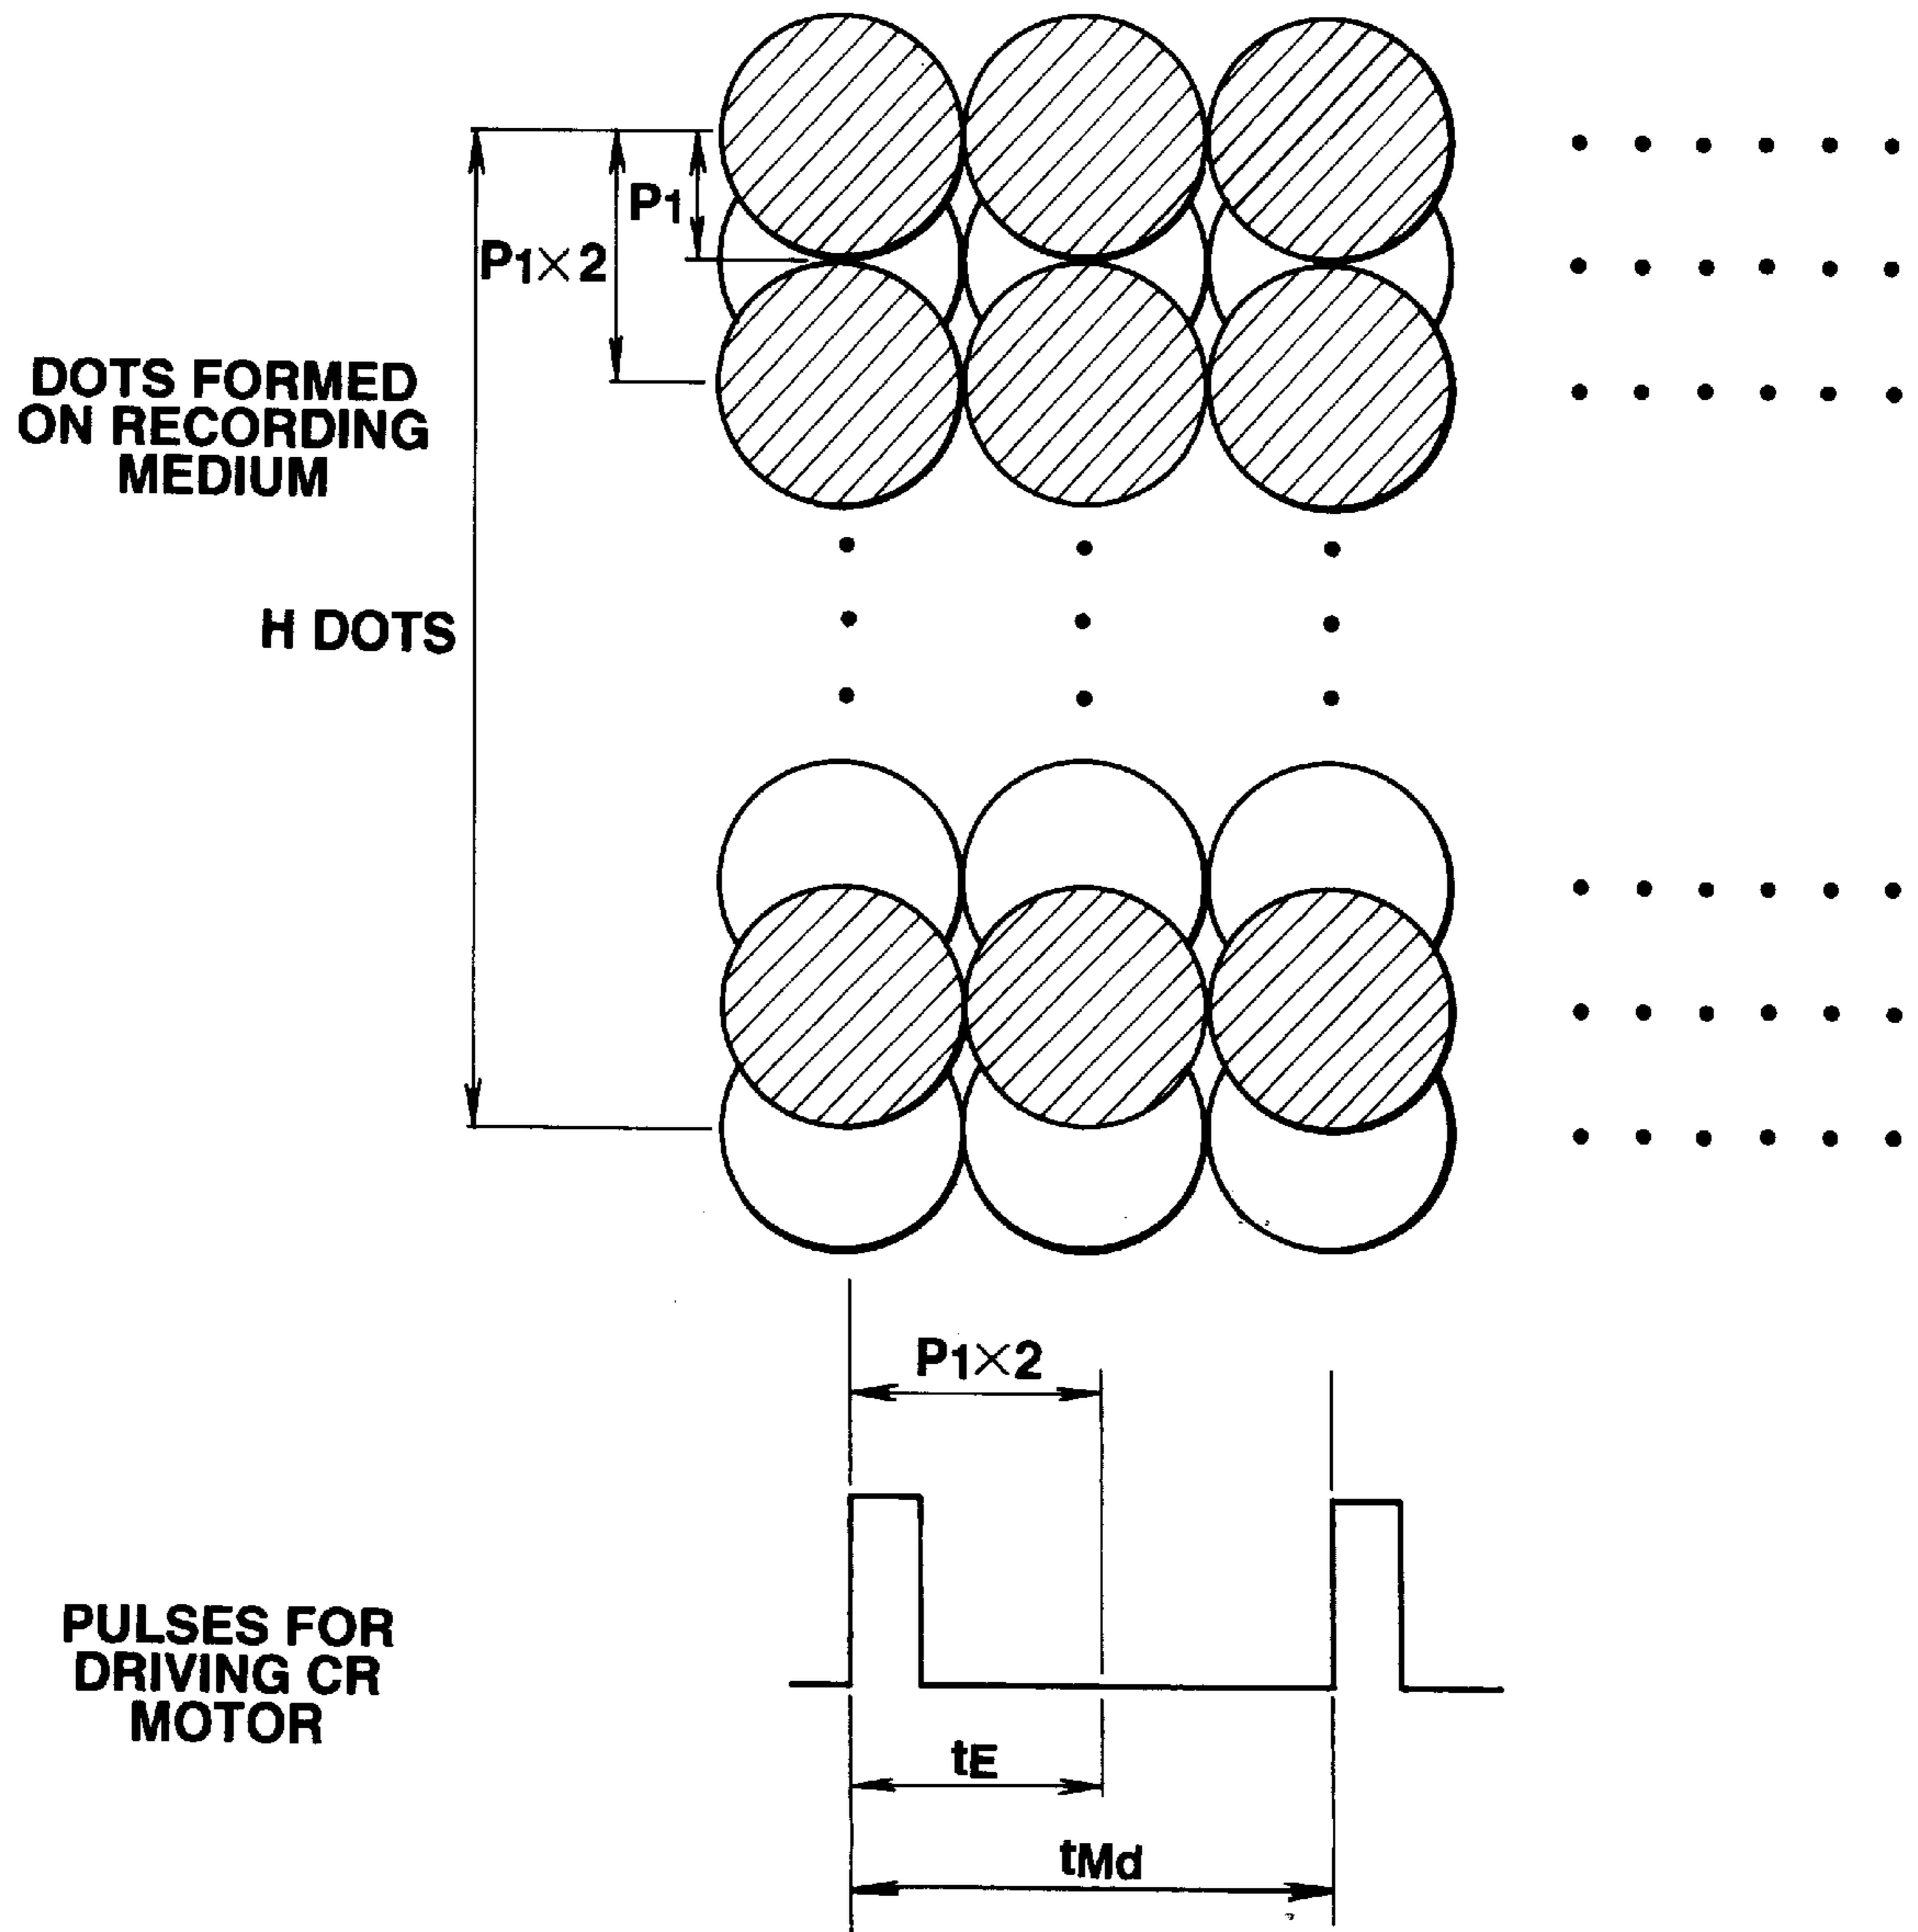 P1
P1×2
DOTS FORMED
ON RECORDING
MEDIUM
H DOTS
P1×2
PULSES FOR
DRIVING CR
MOTOR
tE
tMd